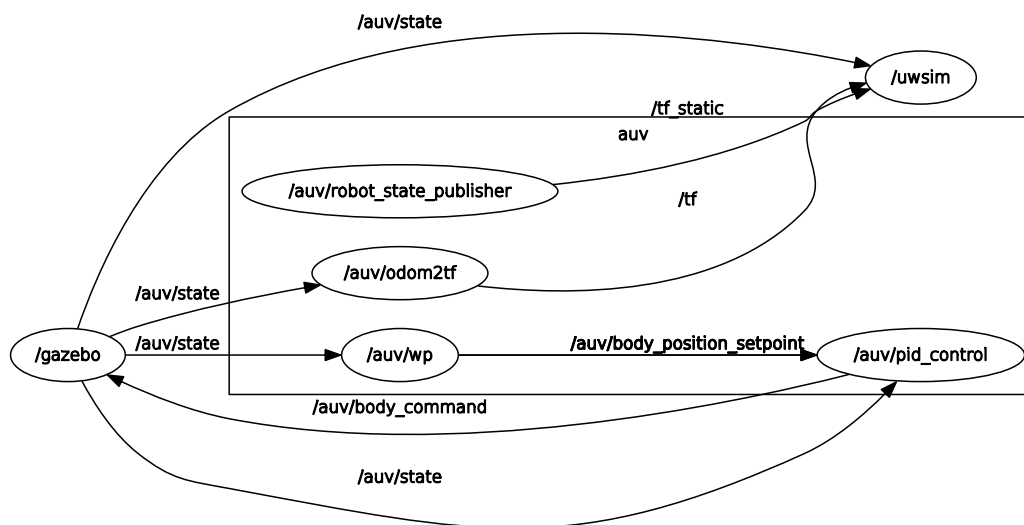 /auv/state
/uwsim
/tf_static
auv
/auv/robot_state_publisher
/tf
/auv/odom2tf
/auv/state
/auv/state
/gazebo
/auv/wp
/auv/body_position_setpoint
/auv/pid_control
/auv/body_command
/auv/state